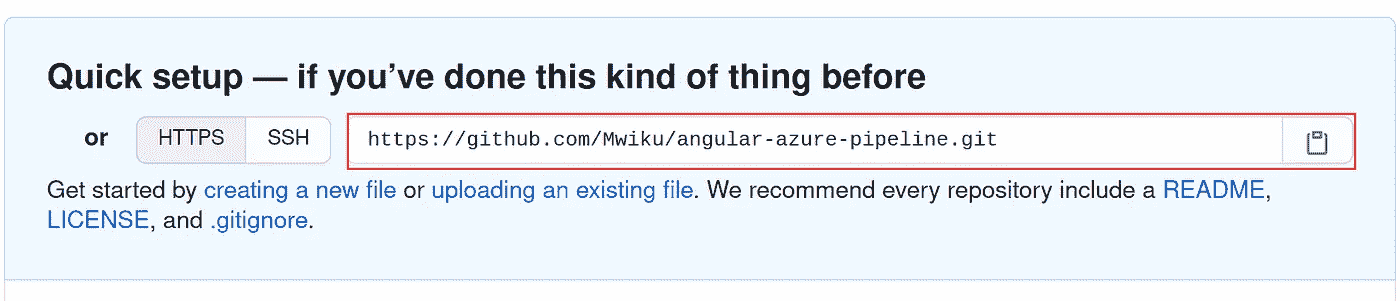 Quick setup — if you’ve done this kind of thing before
or HTTPS SSH https://github.com/Mwiku/angular-azure-pipeline.git
Get started by creating a new file or uploading an existing file. We recommend every repository include a README,
LICENSE, and .gitignore.